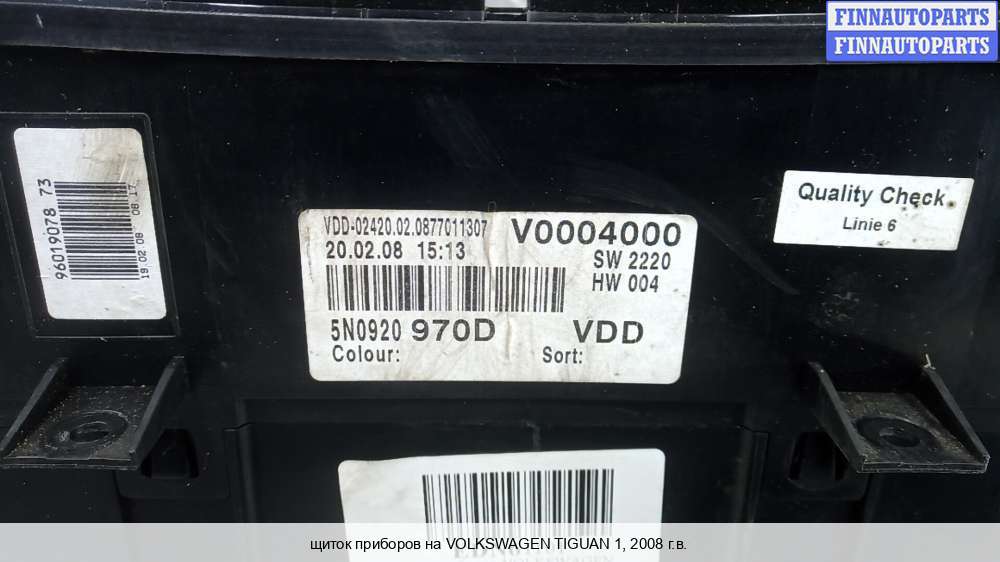 FINNAUTOPARTS
FINNAUTOPARTS
96019078 73
19.02.08 08.17
VDD-02420.02.0877011307 V0004000
20.02.08 15:13 SW 2220
HW 004
5N0920 970D VDD
Colour: Sort:
Quality Check
Linie 6
щиток приборов на VOLKSWAGEN TIGUAN 1, 2008 г.в.